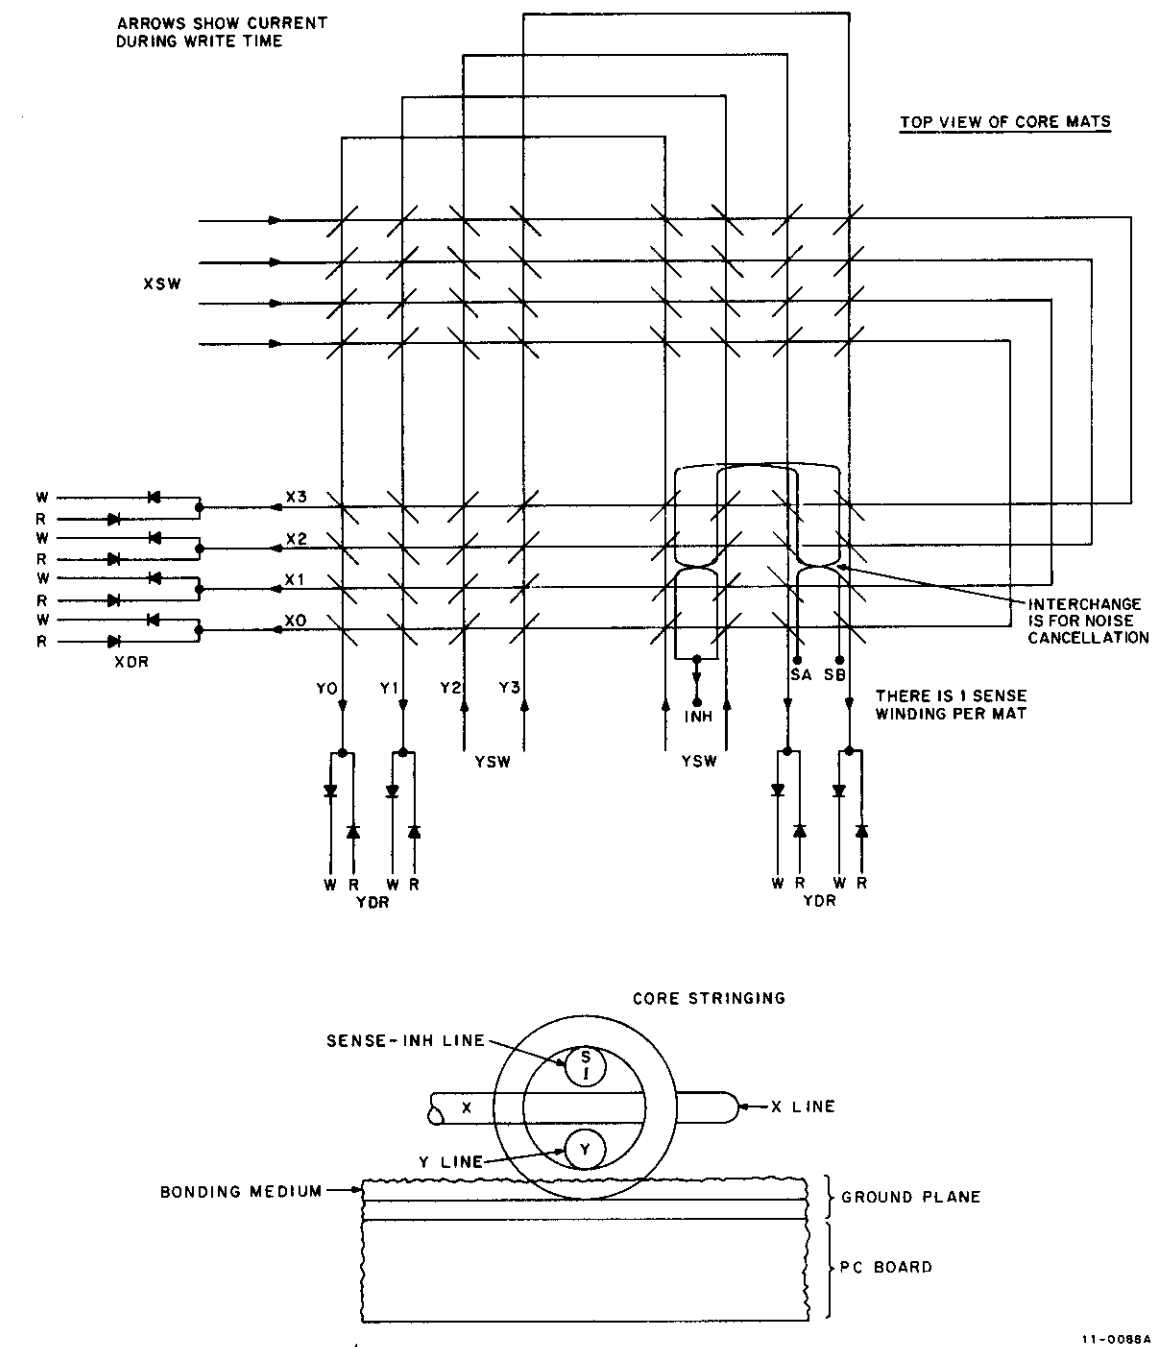 ARROWS SHOW CURRENT
DURING WRITE TIME
TOP VIEW OF CORE MATS
XSW
W
R
W
R
W
R
W
R
XDR
X3
X2
X1
X0
INTERCHANGE
IS FOR NOISE
CANCELLATION
SA SB
Y0 Y1 Y2 Y3
INH
THERE IS 1 SENSE
WINDING PER MAT
YSW
YSW
W R W R
YDR
W R W R
YDR
CORE STRINGING
SENSE-INH LINE
S
I
X
X LINE
Y LINE
Y
BONDING MEDIUM
GROUND PLANE
PC BOARD
11-0088A